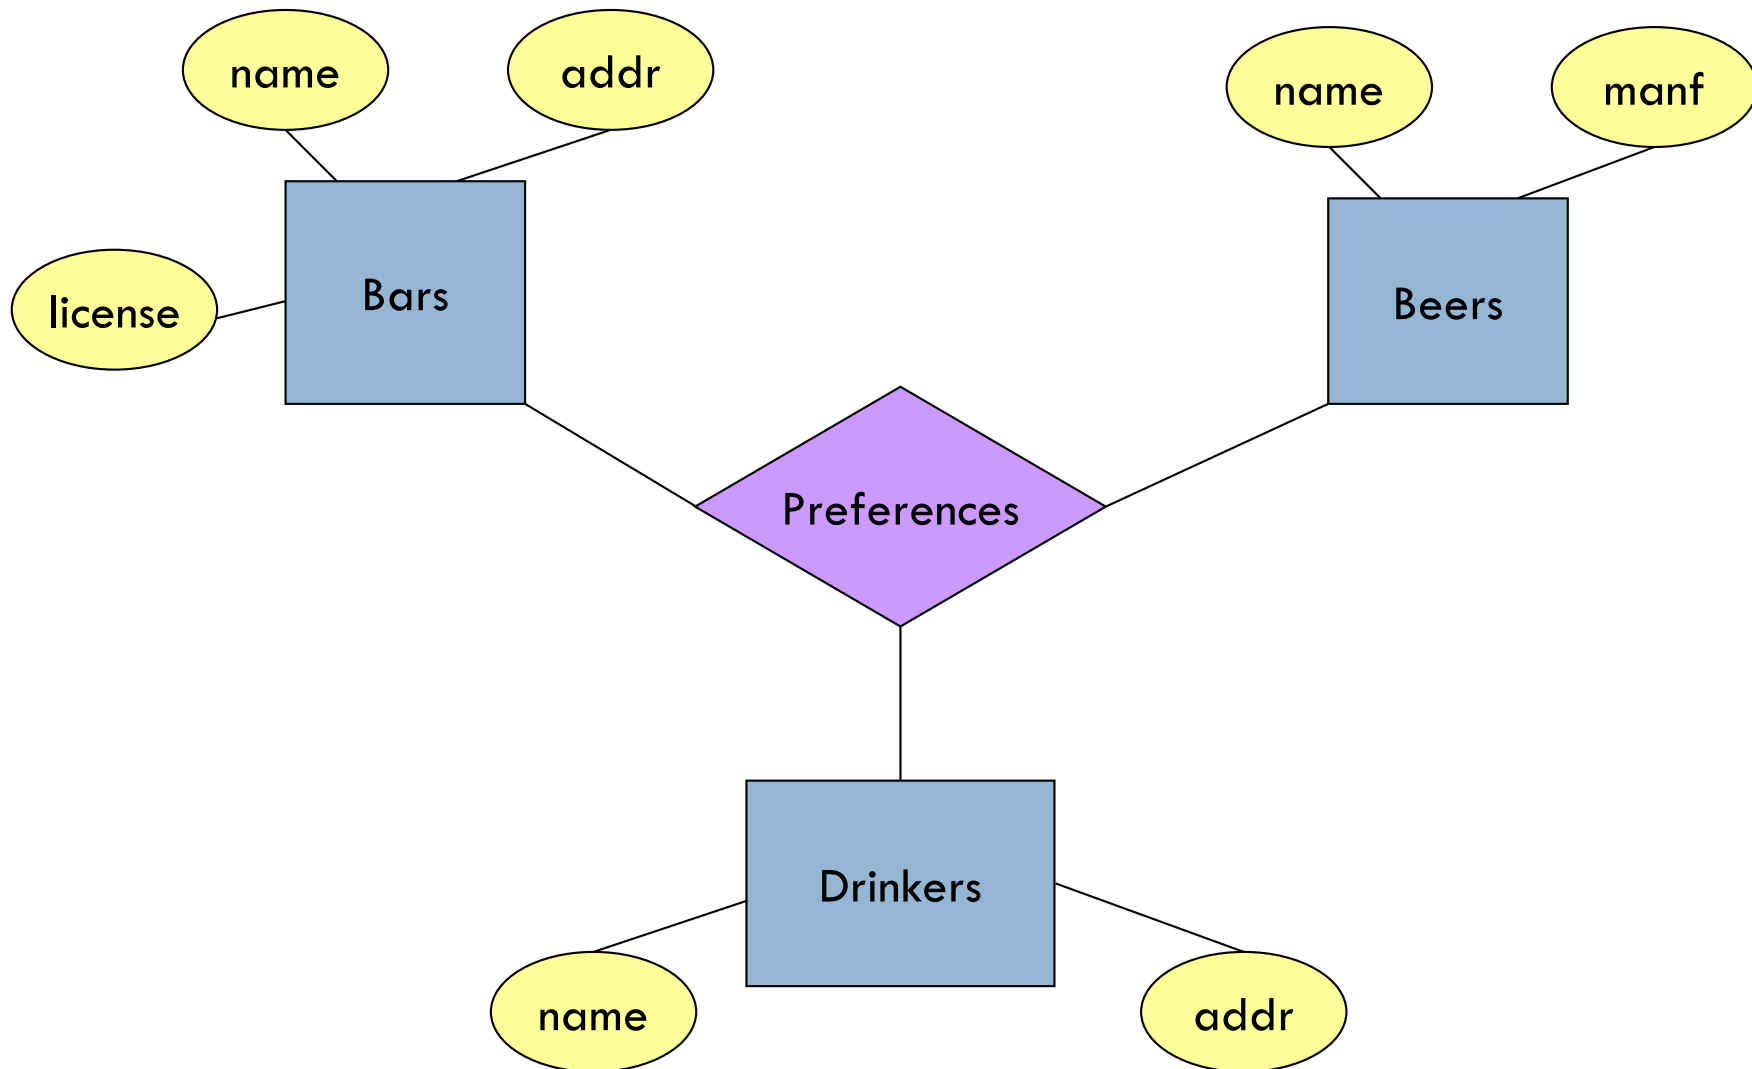 name
addr
name
manf
license
Bars
Beers
Preferences
Drinkers
name
addr